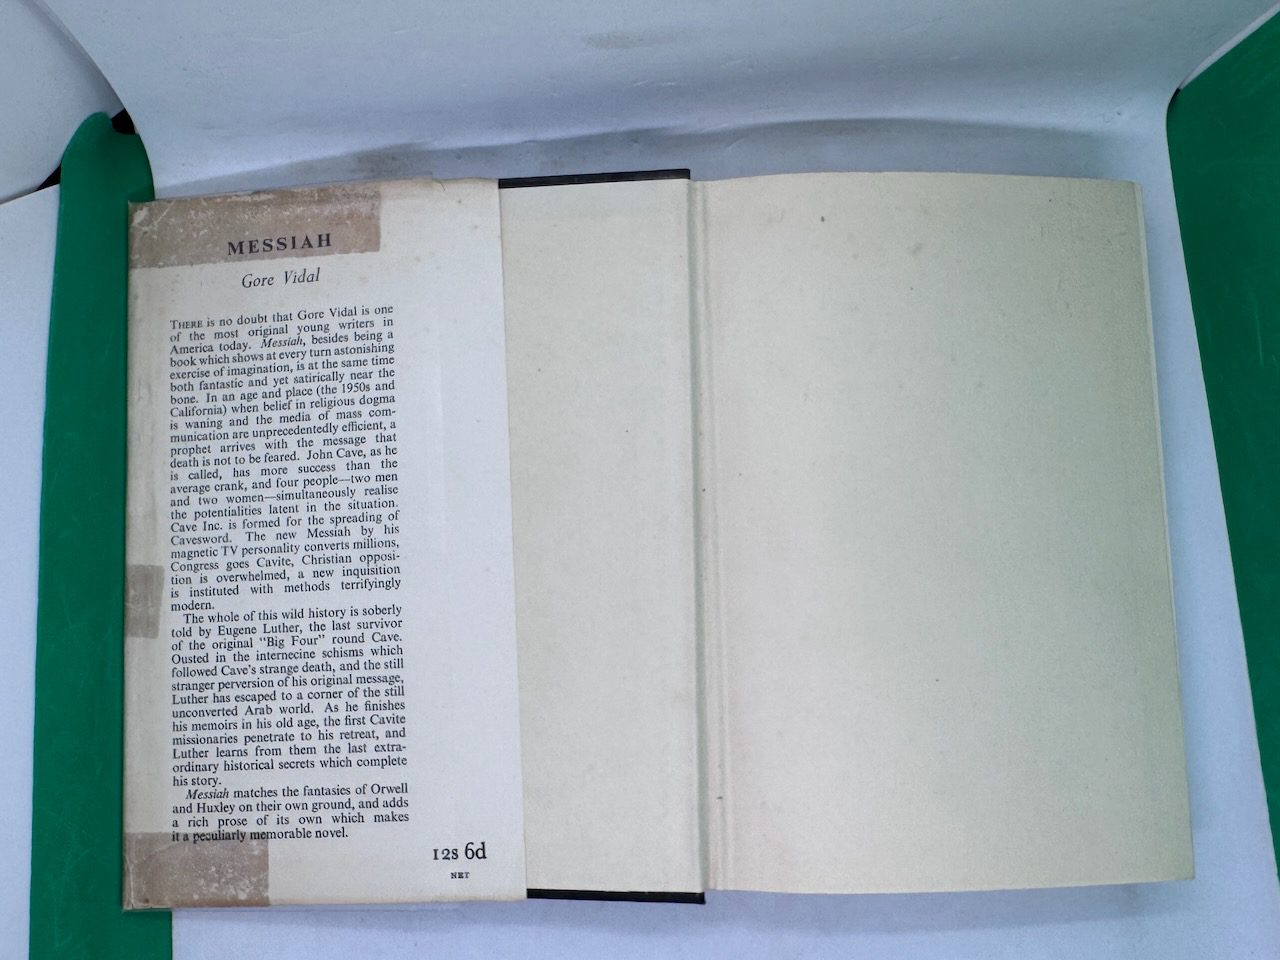 MESSIAH
Gore Vidal
THERE is no doubt that Gore Vidal is one
of the most original young writers in
America today. Messiah, besides being a
book which shows at every turn astonishing
exercise of imagination, is at the same time
both fantastic and yet satirically near the
bone. In an age and place (the 1950s and
California) when belief in religious dogma
is waning and the media of mass com-
munication are unprecedentedly efficient, a
prophet arrives with the message that
death is not to be feared. John Cave, as he
is called, has more success than the
average crank, and four people—two men
and two women—simultaneously realise
the potentialities latent in the situation.
Cave Inc. is formed for the spreading of
Cavesword. The new Messiah by his
magnetic TV personality converts millions,
Congress goes Cavite, Christian opposi-
tion is overwhelmed, a new inquisition
is instituted with methods terrifyingly
modern.
The whole of this wild history is soberly
told by Eugene Luther, the last survivor
of the original "Big Four" round Cave.
Ousted in the internecine schisms which
followed Cave's strange death, and the still
stranger perversion of his original message,
Luther has escaped to a corner of the still
unconverted Arab world. As he finishes
his memoirs in his old age, the first Cavite
missionaries penetrate to his retreat, and
Luther learns from them the last extra-
ordinary historical secrets which complete
his story.
Messiah matches the fantasies of Orwell
and Huxley on their own ground, and adds
a rich prose of its own which makes
it a peculiarly memorable novel.
12s 6d
NET